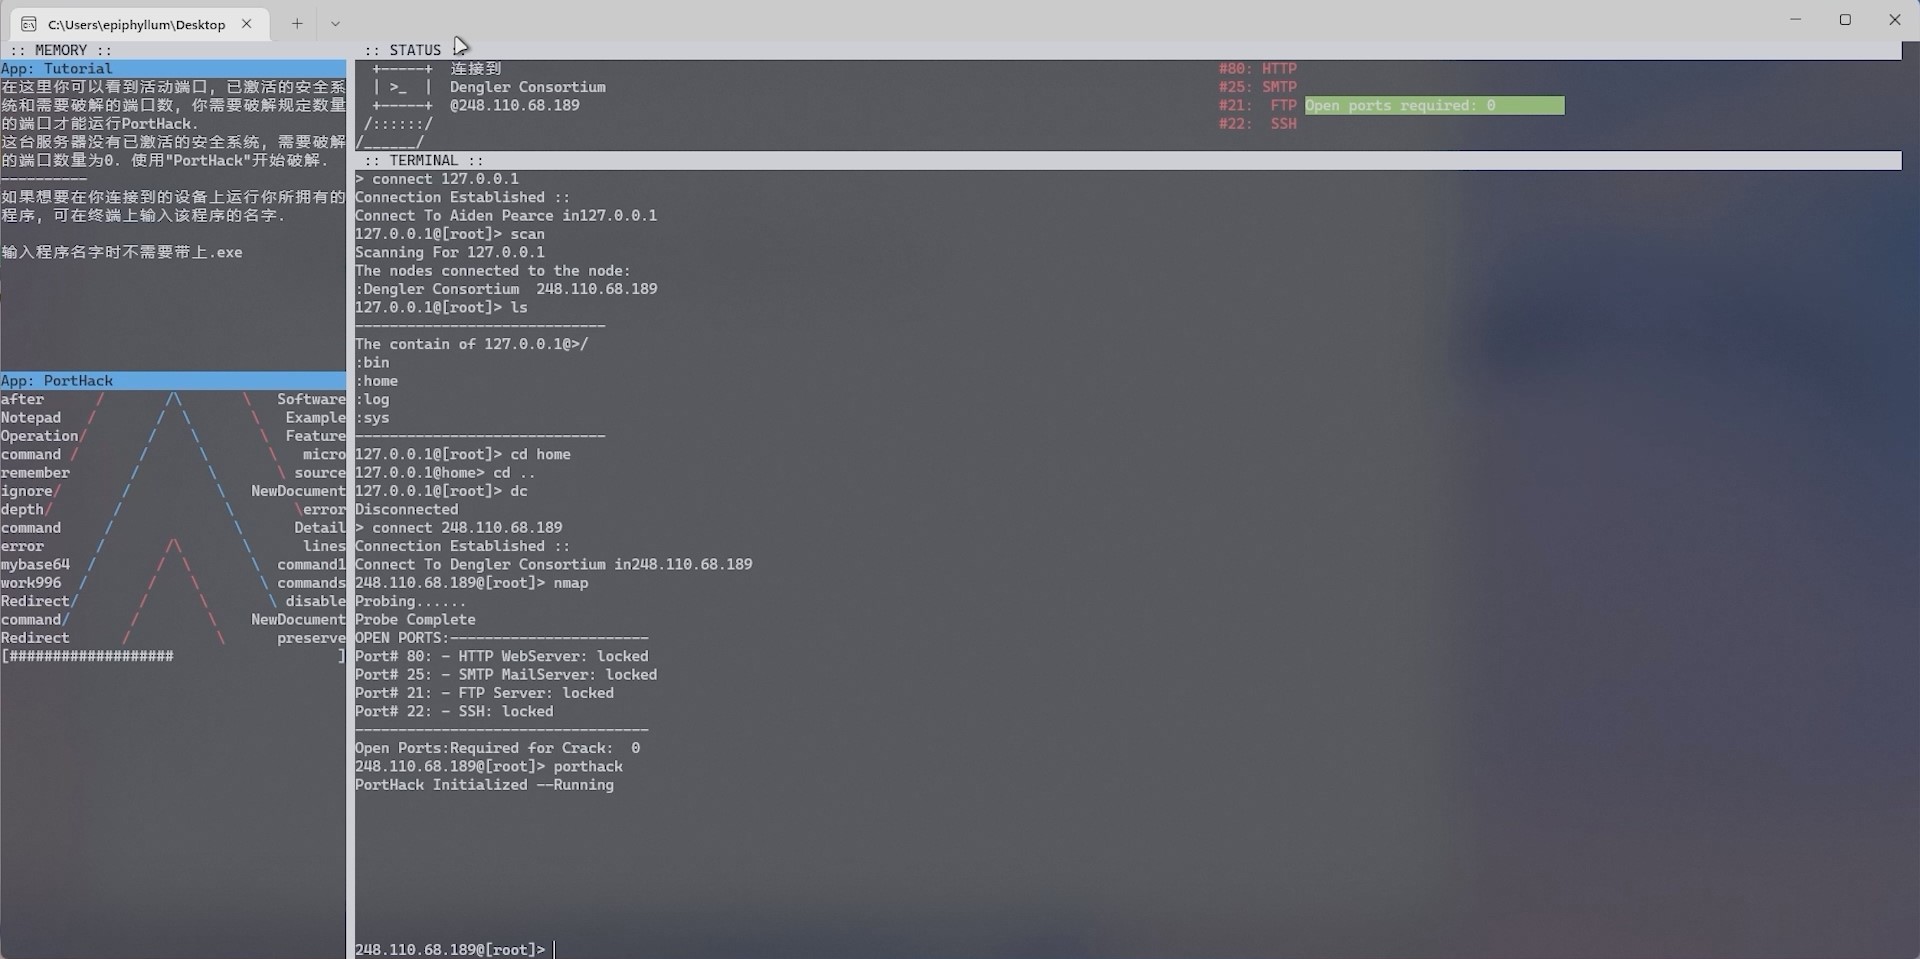 C:\Users\epiphyllum\Desktop
:: MEMORY ::
App: Tutorial
在这里你可以看到活动端口, 已激活的安全系
统和需要破解的端口数, 你需要破解规定数量
的端口才能运行PortHack.
这台服务器没有已激活的安全系统, 需要破解
的端口数量为0. 使用"PortHack"开始破解.
----------
如果想要在你连接到的设备上运行你所拥有的
程序, 可在终端上输入该程序的名字.
输入程序名字时不需要带上.exe
App: PortHack
after Software
Notepad Example
Operation Feature
command micro
remember source
ignore NewDocument
depth error
command Detail
error lines
mybase64 command1
work996 commands
Redirect disable
command NewDocument
Redirect preserve
[################### ]
:: STATUS ::
连接到
>_
Dengler Consortium
@248.110.68.189
#80: HTTP
#25: SMTP
#21: FTP
#22: SSH
Open ports required: 0
:: TERMINAL ::
> connect 127.0.0.1
Connection Established ::
Connect To Aiden Pearce in127.0.0.1
127.0.0.1@[root]> scan
Scanning For 127.0.0.1
The nodes connected to the node:
:Dengler Consortium  248.110.68.189
127.0.0.1@[root]> ls
-----------------------------
The contain of 127.0.0.1@>/
:bin
:home
:log
:sys
-----------------------------
127.0.0.1@[root]> cd home
127.0.0.1@home> cd ..
127.0.0.1@[root]> dc
Disconnected
> connect 248.110.68.189
Connection Established ::
Connect To Dengler Consortium in248.110.68.189
248.110.68.189@[root]> nmap
Probing......
Probe Complete
OPEN PORTS:-----------------------
Port# 80: - HTTP WebServer: locked
Port# 25: - SMTP MailServer: locked
Port# 21: - FTP Server: locked
Port# 22: - SSH: locked
----------------------------------
Open Ports:Required for Crack:  0
248.110.68.189@[root]> porthack
PortHack Initialized --Running
248.110.68.189@[root]>